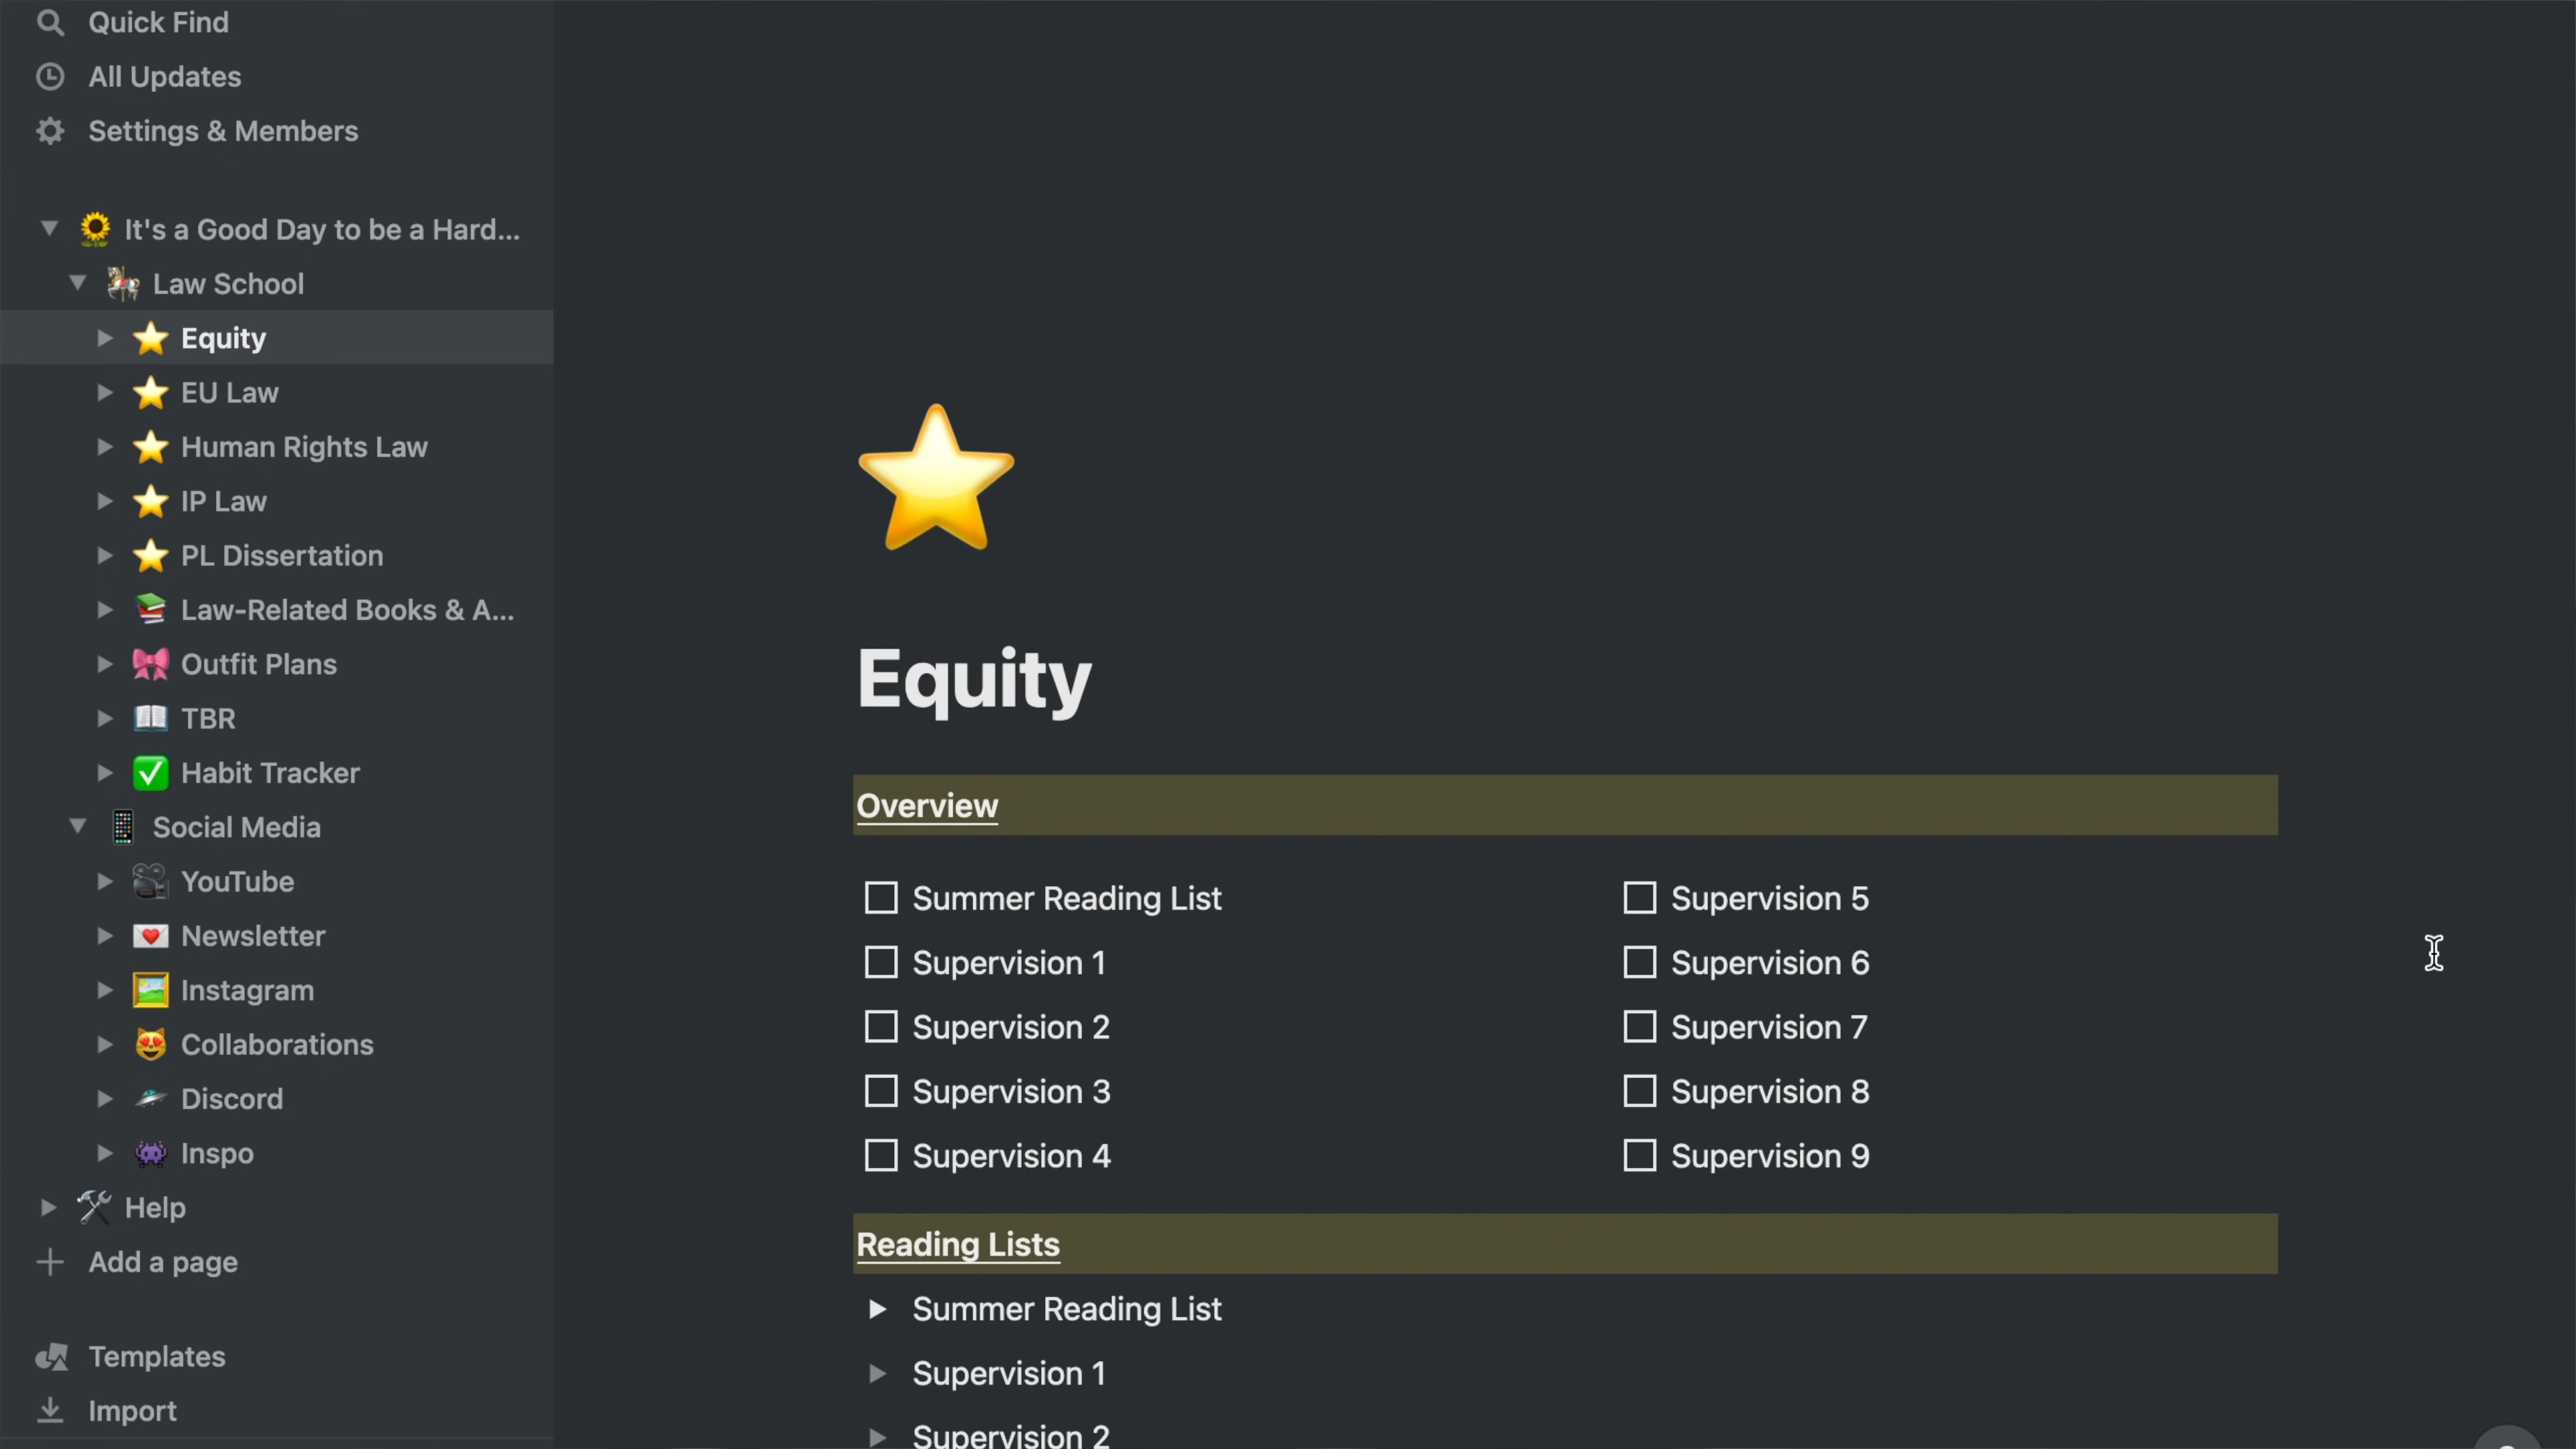 Quick Find
All Updates
Settings & Members
It's a Good Day to be a Hard...
Law School
Equity
EU Law
Human Rights Law
IP Law
PL Dissertation
Law-Related Books & A...
Outfit Plans
TBR
Habit Tracker
Social Media
YouTube
Newsletter
Instagram
Collaborations
Discord
Inspo
Help
Add a page
Templates
Import
Equity
Overview
Summer Reading List
Supervision 1
Supervision 2
Supervision 3
Supervision 4
Supervision 5
Supervision 6
Supervision 7
Supervision 8
Supervision 9
Reading Lists
Summer Reading List
Supervision 1
Supervision 2